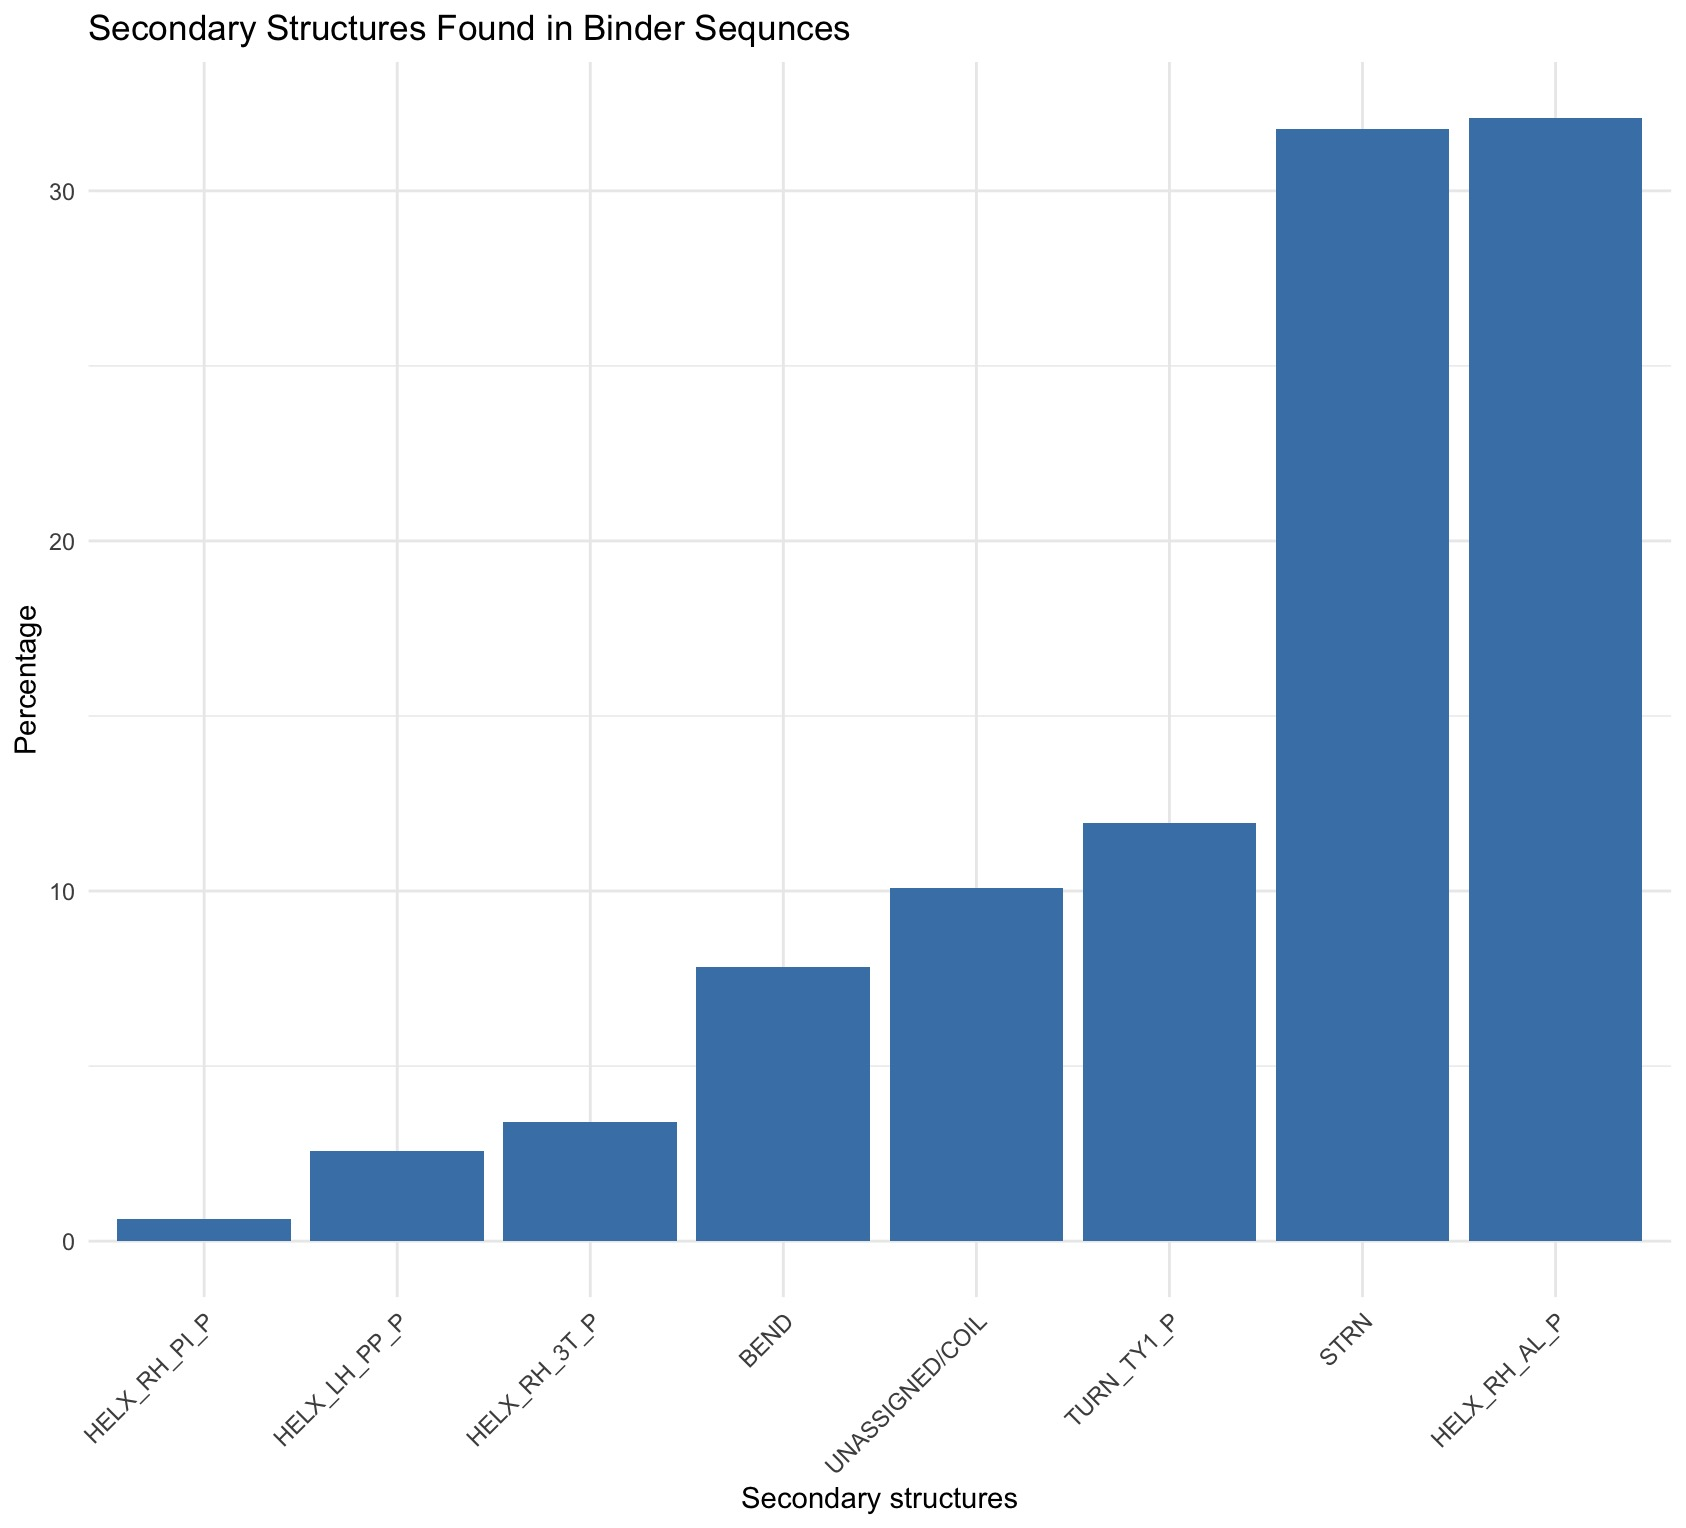 Secondary Structures Found in Binder Sequnces
Percentage
30
20
10
0
HELX_RH_PI_P
HELX_LH_PP_P
HELX_RH_3T_P
BEND
UNASSIGNED/COIL
TURN_TY1_P
STRN
HELX_RH_AL_P
Secondary structures